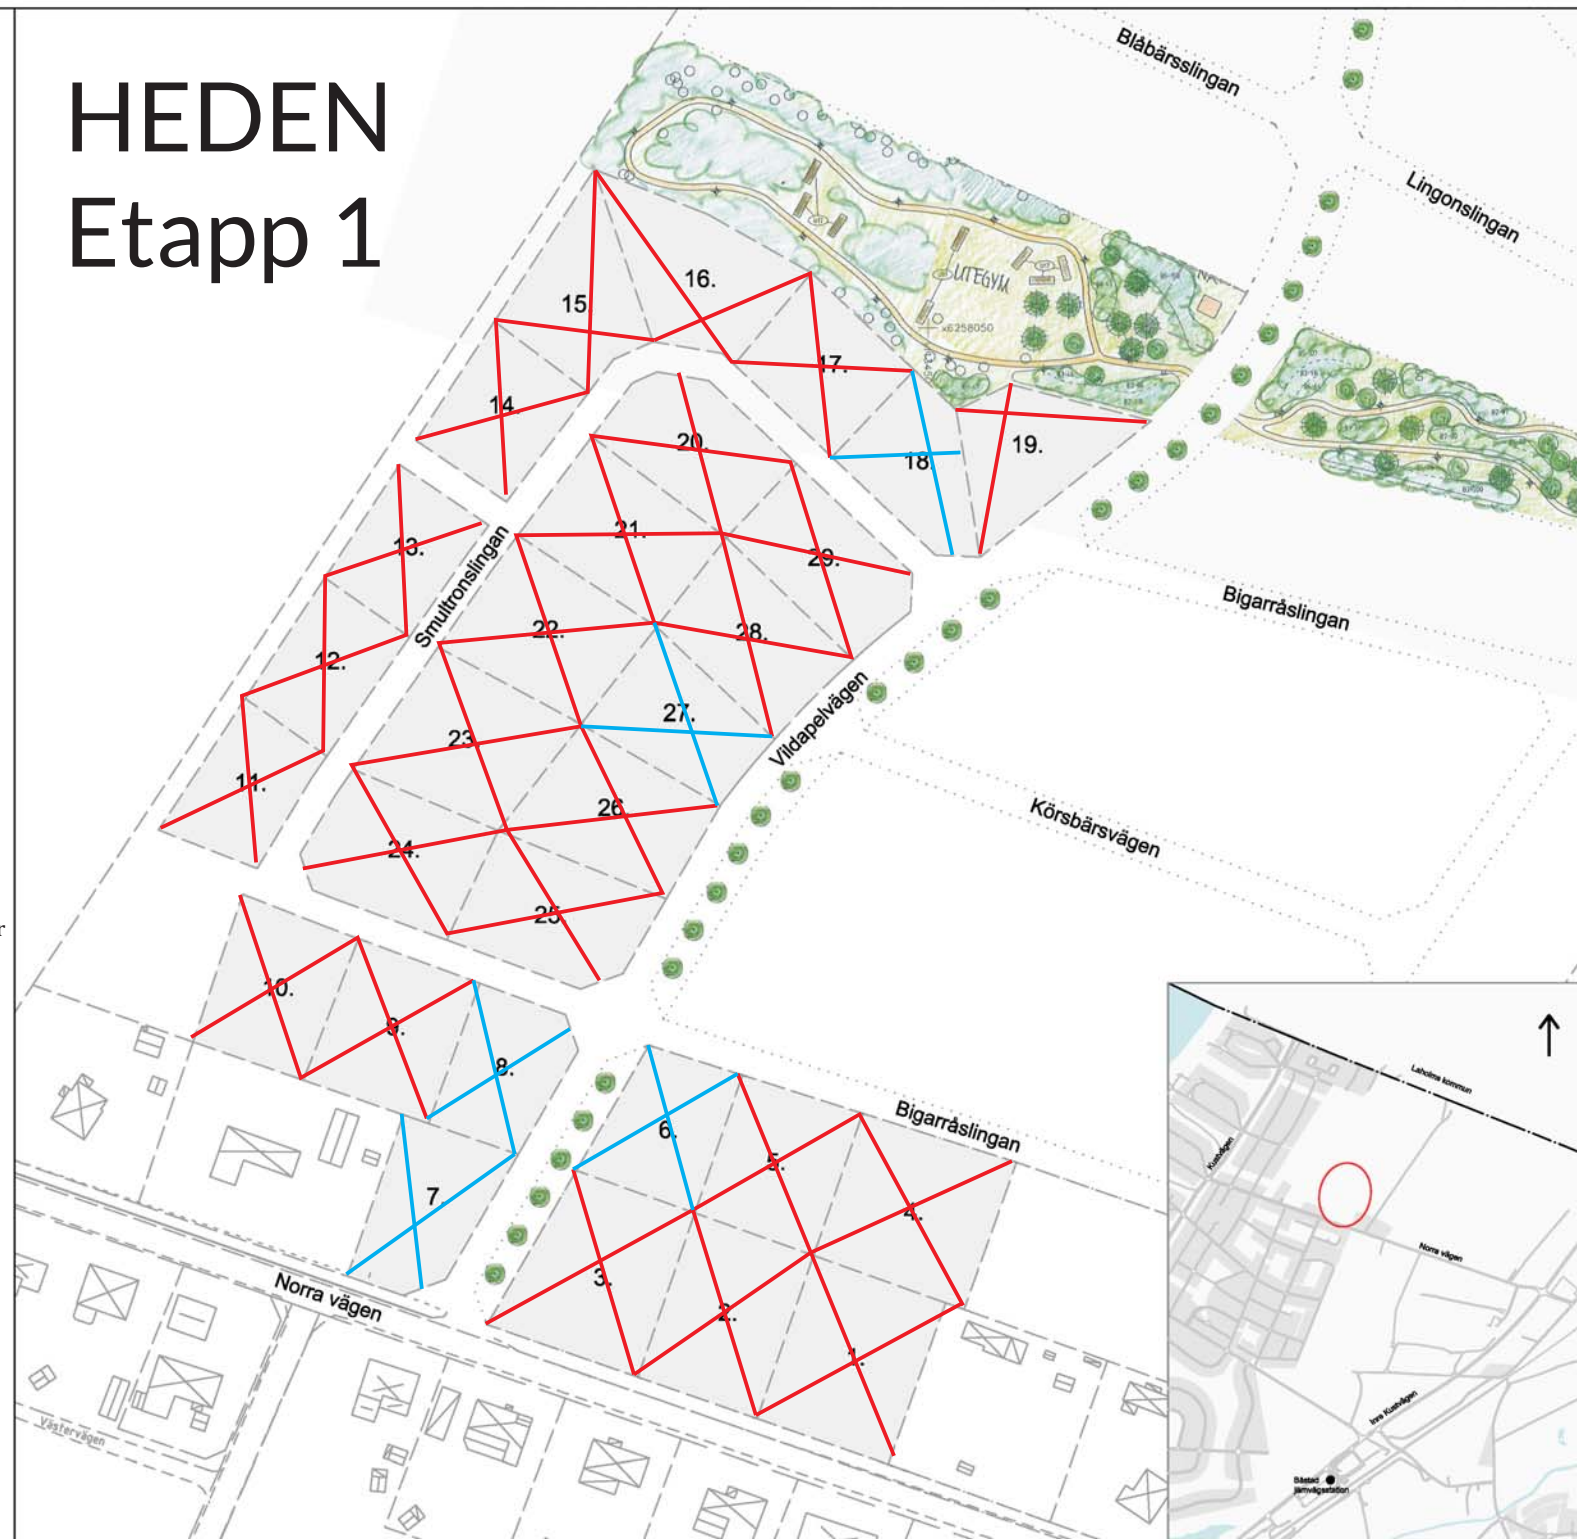 HEDEN
Etapp 1
Blåbärsslingan
Lingonslingan
16.
15.
UTEGYM
x6258050
17.
14.
20.
19.
18.
13.
21.
29.
Smultronslingan
Bigarråslingan
22.
28.
12.
27.
Vildapelvägen
23.
11.
26.
Körsbärsvägen
24.
25.
r
10.
9.
8.
Laholms kommun
Bigarråslingan
6.
5.
Kustvägen
7.
4.
Norra vägen
3.
Norra vägen
2.
1.
Inre Kustvägen
Västervägen
Båstad
järnvägsstation